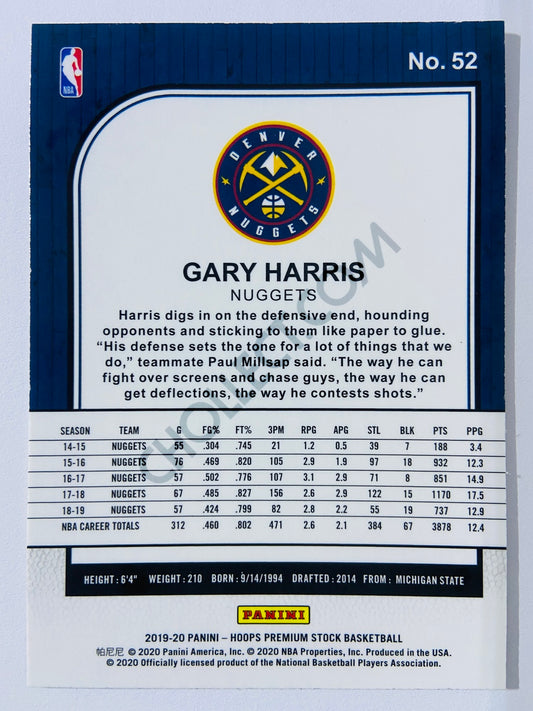 No. 52
NBA
DENVER
NUGGETS
GARY HARRIS
NUGGETS
Harris digs in on the defensive end, hounding
opponents and sticking to them like paper to glue.
“His defense sets the tone for a lot of things that we
do,” teammate Paul Millsap said. “The way he can
fight over screens and chase guys, the way he can
get deflections, the way he contests shots.”
CHOLLECT.COM
SEASON TEAM G FG% FT% 3PM RPG APG STL BLK PTS PPG
14-15 NUGGETS 55 .304 .745 21 1.2 0.5 39 7 188 3.4
15-16 NUGGETS 76 .469 .820 105 2.9 1.9 97 18 932 12.3
16-17 NUGGETS 57 .502 .776 107 3.1 2.9 71 8 851 14.9
17-18 NUGGETS 67 .485 .827 156 2.6 2.9 122 15 1170 17.5
18-19 NUGGETS 57 .424 .799 82 2.8 2.2 55 19 737 12.9
NBA CAREER TOTALS 312 .460 .802 471 2.6 2.1 384 67 3878 12.4
HEIGHT: 6'4" WEIGHT: 210 BORN: 9/14/1994 DRAFTED: 2014 FROM: MICHIGAN STATE
PANINI
2019-20 PANINI – HOOPS PREMIUM STOCK BASKETBALL
帕尼尼 © 2020 Panini America, Inc. © 2020 NBA Properties, Inc. Produced in the USA.
© 2020 Officially licensed product of the National Basketball Players Association.